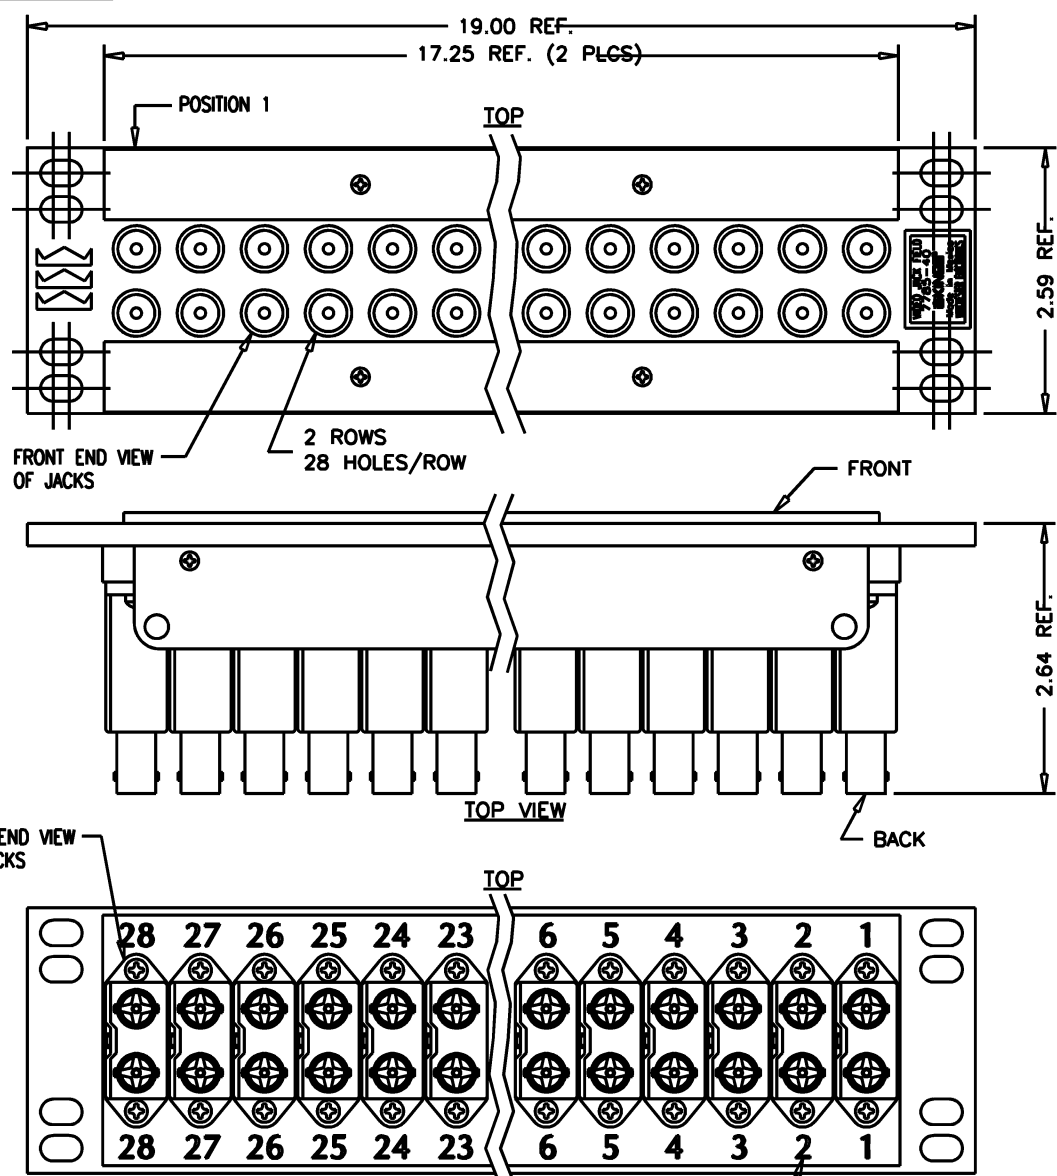 19.00 REF.
17.25 REF. (2 PLCS)
POSITION 1
TOP
2.59 REF.
VIDEO JACK FIELD
FRONT END VIEW
OF JACKS
2 ROWS
28 HOLES/ROW
FRONT
2.64 REF.
TOP VIEW
BACK
END VIEW
TOP
28 27 26 25 24 23 6 5 4 3 2 1
28 27 26 25 24 23 6 5 4 3 2 1